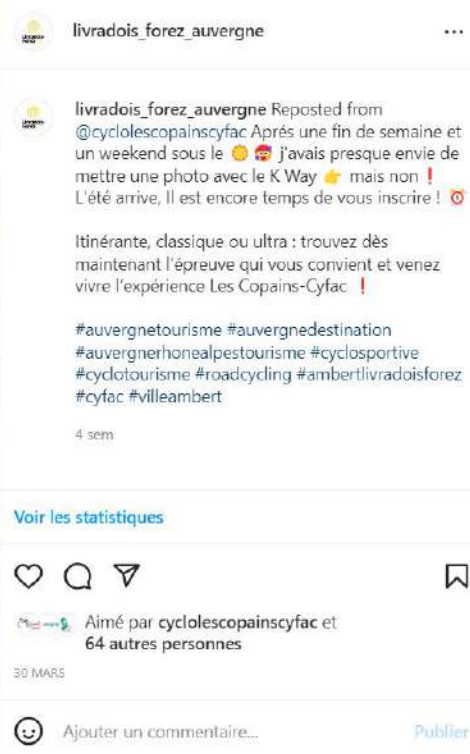 livradois_forez_auvergne
livradois_forez_auvergne Reposted from
@cyclolescopainscyfac Aprés une fin de semaine et
un weekend sous le 🌞 🥰 j'avais presque envie de
mettre une photo avec le K Way 👉 mais non ❗
L'été arrive, Il est encore temps de vous inscrire ! ⏰
Itinérante, classique ou ultra : trouvez dès
maintenant l'épreuve qui vous convient et venez
vivre l'expérience Les Copains-Cyfac ❗
#auvergnetourisme #auvergnedestination
#auvergnerhonealpestourisme #cyclosportive
#cyclotourisme #roadcycling #ambertlivradoisforez
#cyfac #villeambert
4 sem
Voir les statistiques
Aimé par cyclolescopainscyfac et
64 autres personnes
30 MARS
Ajouter un commentaire...
Publier